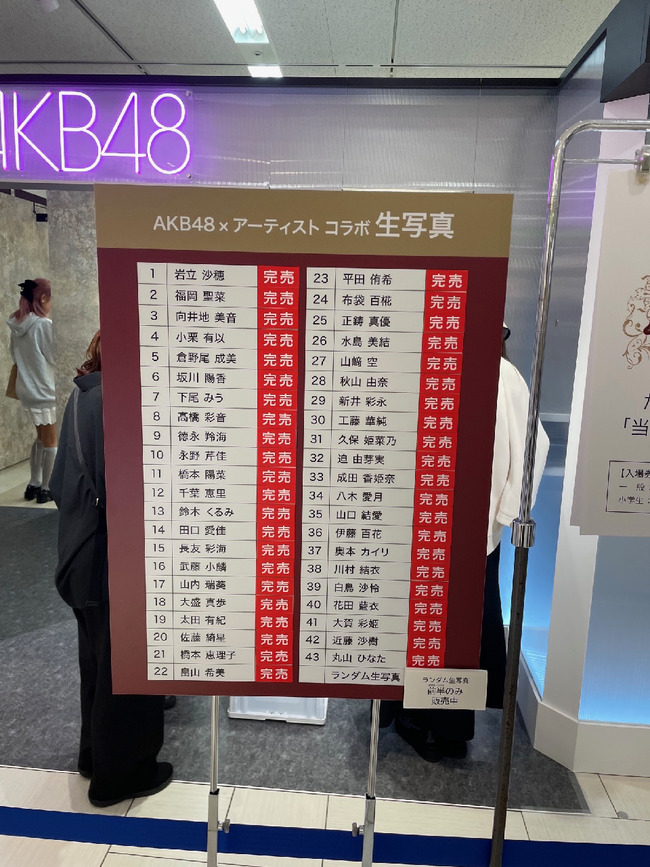 AKB48
AKB48×アーティスト コラボ 生写真
1 岩立 沙穂 完売
2 福岡 聖菜 完売
3 向井地 美音 完売
4 小栗 有以 完売
5 倉野尾 成美 完売
6 坂川 陽香 完売
7 下尾 みう 完売
8 髙橋 彩音 完売
9 徳永 羚海 完売
10 永野 芹佳 完売
11 橋本 陽菜 完売
12 千葉 恵里 完売
13 鈴木 くるみ 完売
14 田口 愛佳 完売
15 長友 彩海 完売
16 武藤 小麟 完売
17 山内 瑞葵 完売
18 大盛 真歩 完売
19 太田 有紀 完売
20 佐藤 綺星 完売
21 橋本 恵理子 完売
22 畠山 希美 完売
23 平田 侑希 完売
24 布袋 百椛 完売
25 正鋳 真優 完売
26 水島 美結 完売
27 山﨑 空 完売
28 秋山 由奈 完売
29 新井 彩永 完売
30 工藤 華純 完売
31 久保 姫菜乃 完売
32 迫 由芽実 完売
33 成田 香姫奈 完売
34 八木 愛月 完売
35 山口 結愛 完売
36 伊藤 百花 完売
37 奥本 カイリ 完売
38 川村 結衣 完売
39 白鳥 沙怜 完売
40 花田 藍衣 完売
41 大賀 彩姫 完売
42 近藤 沙樹 完売
43 丸山 ひなた 完売
ランダム生写真
ランダム生写真
前半のみ
販売中
「当
【入場券
一 般
小学生